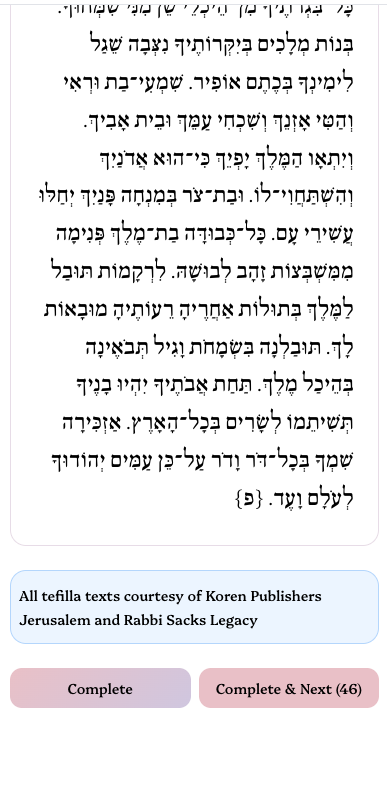 בְּנוֹת מְלָכִים בְּיִקְּרוֹתֶיךָ נִצְּבָה שֵׁגַל
לִימִינְךָ בְּכֶתֶם אוֹפִיר. שִׁמְעִי־בַת וּרְאִי
וְהַטִּי אָזְנֵךְ וְשִׁכְחִי עַמֵּךְ וּבֵית אָבִיךְ.
וְיִתְאָו הַמֶּלֶךְ יָפְיֵךְ כִּי־הוּא אֲדֹנַיִךְ
וְהִשְׁתַּחֲוִי־לוֹ. וּבַת־צֹר בְּמִנְחָה פָּנַיִךְ יְחַלּוּ
עֲשִׁירֵי עָם. כָּל־כְּבוּדָּה בַת־מֶלֶךְ פְּנִימָה
מִמִּשְׁבְּצוֹת זָהָב לְבוּשָׁהּ. לִרְקָמוֹת תּוּבַל
לַמֶּלֶךְ בְּתוּלוֹת אַחֲרֶיהָ רֵעוֹתֶיהָ מוּבָאוֹת
לָךְ. תּוּבַלְנָה בִּשְׂמָחֹת וָגִיל תְּבֹאֶינָה
בְּהֵיכַל מֶלֶךְ. תַּחַת אֲבֹתֶיךָ יִהְיוּ בָנֶיךָ
תְּשִׁיתֵמוֹ לְשָׂרִים בְּכָל־הָאָרֶץ. אַזְכִּירָה
שִׁמְךָ בְּכָל־דֹּר וָדֹר עַל־כֵּן עַמִּים יְהוֹדוּךָ
לְעֹלָם וָעֶד. {פ}
All tefilla texts courtesy of Koren Publishers
Jerusalem and Rabbi Sacks Legacy
Complete
Complete & Next (46)